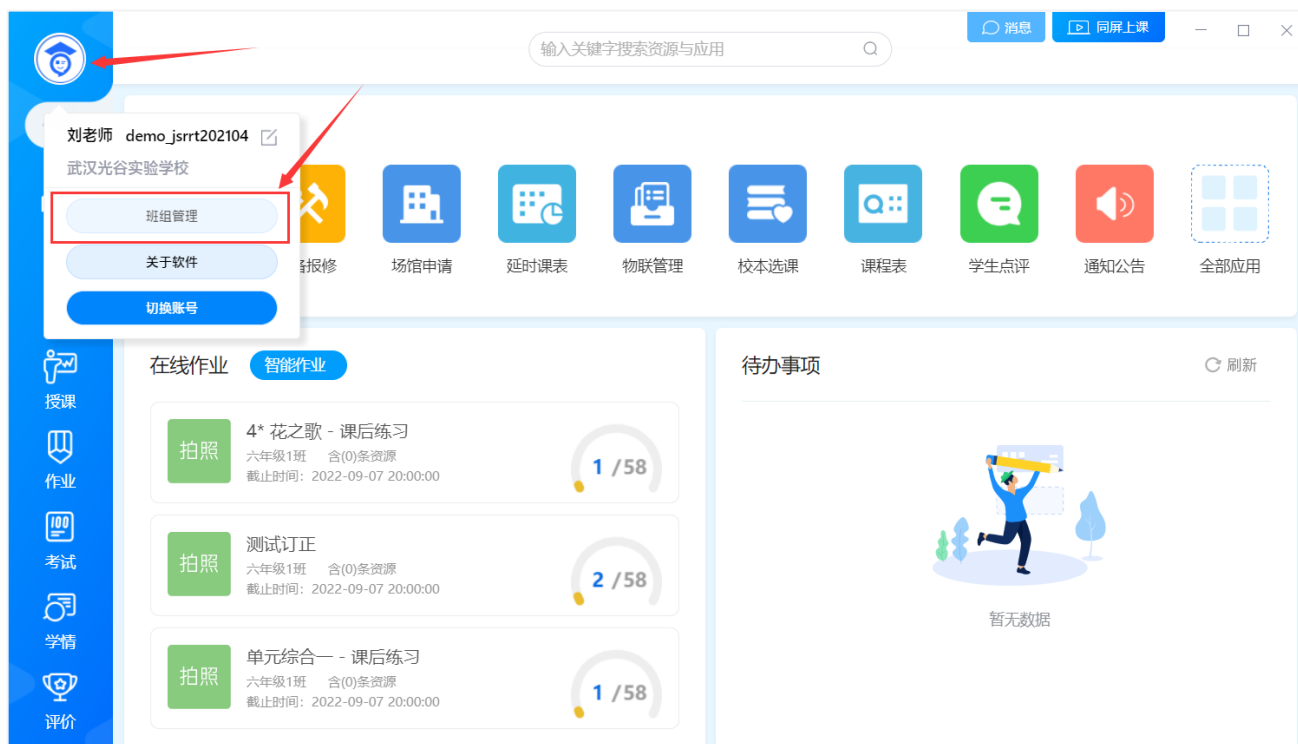 消息
同屏上课
输入关键字搜索资源与应用
刘老师 demo_jsrrt202104
武汉光谷实验学校
班组管理
关于软件
切换账号
报修
场馆申请
延时课表
物联管理
校本选课
课程表
学生点评
通知公告
全部应用
授课
作业
100
考试
学情
评价
在线作业 智能作业
拍照
4* 花之歌 - 课后练习
六年级1班 含(0)条资源
截止时间：2022-09-07 20:00:00
1 /58
拍照
测试订正
六年级1班 含(0)条资源
截止时间：2022-09-07 20:00:00
2 /58
拍照
单元综合一 - 课后练习
六年级1班 含(0)条资源
截止时间：2022-09-07 20:00:00
1 /58
待办事项
刷新
暂无数据